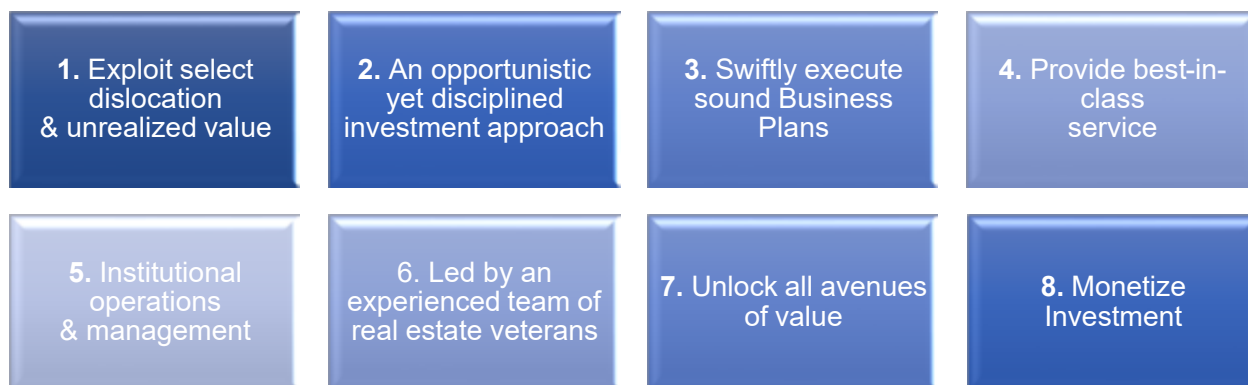 1. Exploit select
dislocation
& unrealized value
2. An opportunistic
yet disciplined
investment approach
3. Swiftly execute
sound Business
Plans
4. Provide best-in-
class
service
5. Institutional
operations
& management
6. Led by an
experienced team of
real estate veterans
7. Unlock all avenues
of value
8. Monetize
Investment